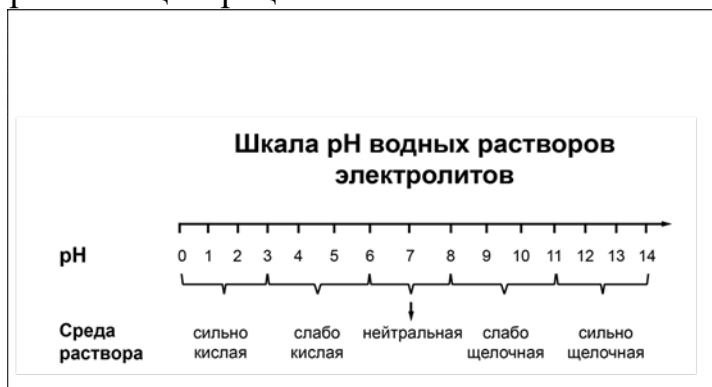 Шкала pH водных растворов
электролитов
pH 0 1 2 3 4 5 6 7 8 9 10 11 12 13 14
Среда сильно слабо нейтральная слабо сильно
раствора кислая кислая щелочная щелочная